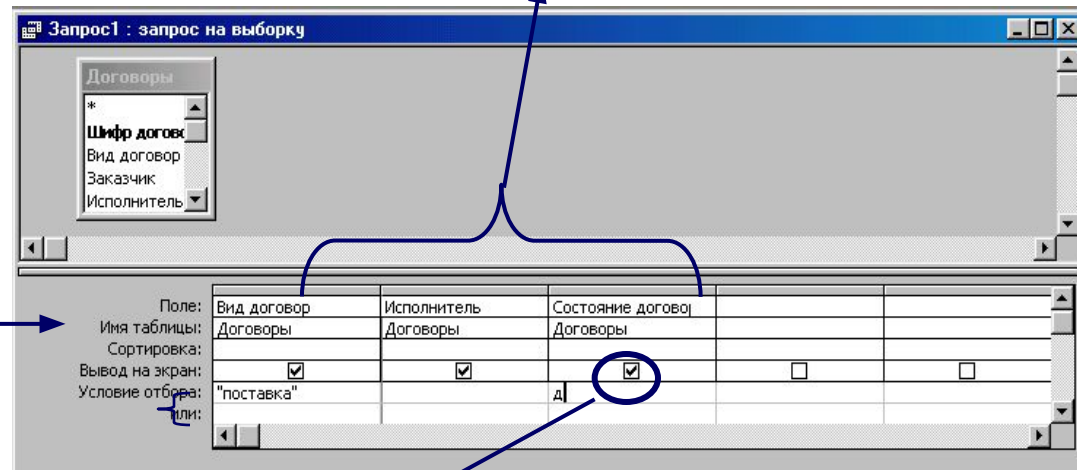 Запрос1 : запрос на выборку
Договоры
*
Шифр догово
Вид договор
Заказчик
Исполнитель
Поле: Вид договор Исполнитель Состояние договој
Имя таблицы: Договоры Договоры Договоры
Сортировка:
Вывод на экран:
Условие отбора: "поставка" д
или: